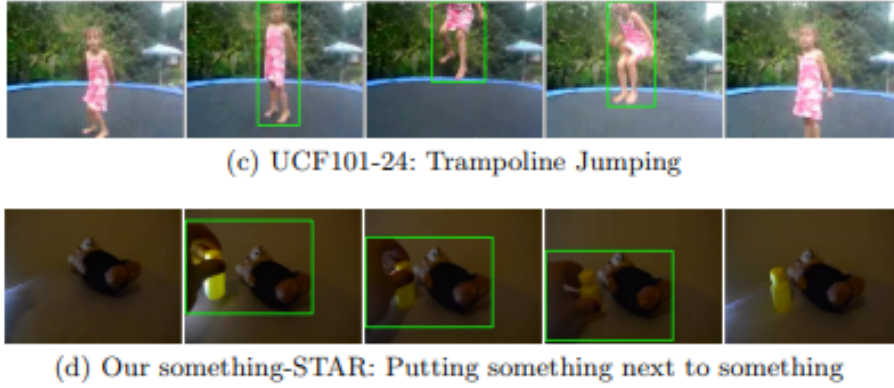 (c) UCF101-24: Trampoline Jumping
(d) Our something-STAR: Putting something next to something